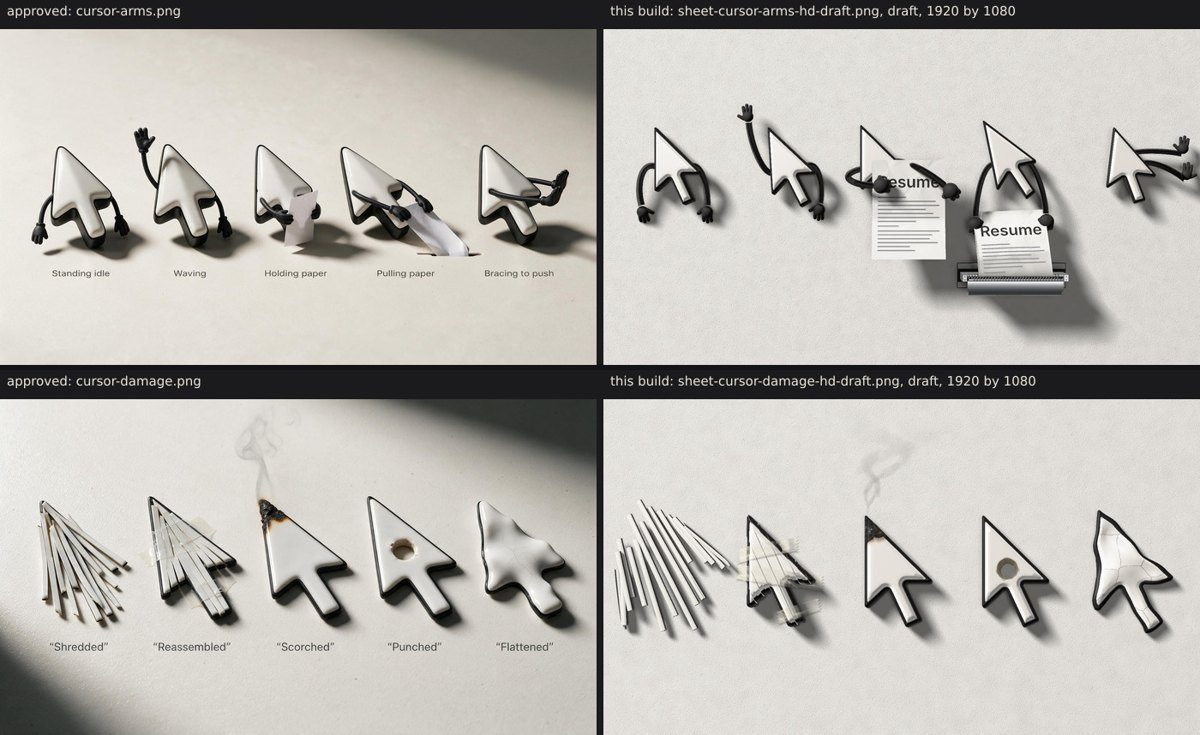 approved: cursor-arms.png
this build: sheet-cursor-arms-hd-draft.png, draft, 1920 by 1080
Standing idle
Waving
Holding paper
Pulling paper
Bracing to push
Resume
Resume
approved: cursor-damage.png
this build: sheet-cursor-damage-hd-draft.png, draft, 1920 by 1080
“Shredded”
“Reassembled”
“Scorched”
“Punched”
“Flattened”